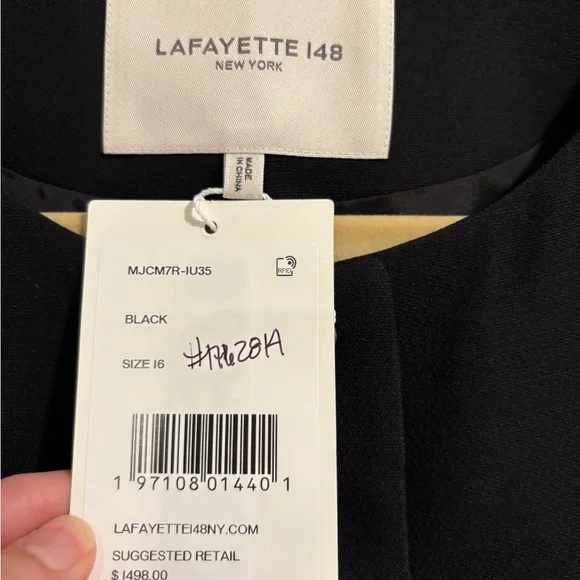 LAFAYETTE 148
NEW YORK
MADE
IN CHINA
MJCM7R-IU35
RFID
BLACK
SIZE 16
1 97108 01440 1
LAFAYETTE148NY.COM
SUGGESTED RETAIL
$ 1498.00